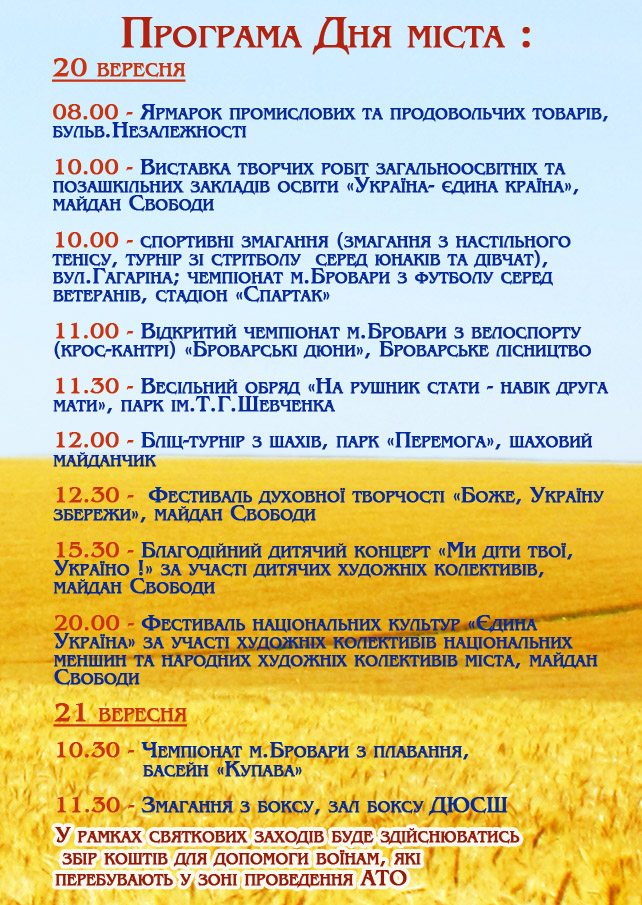 Програма Дня міста :
20 вересня
08.00 - Ярмарок промислових та продовольчих товарів,
бульв.Незалежності
10.00 - Виставка творчих робіт загальноосвітніх та
позашкільних закладів освіти «Україна- єдина країна»,
майдан Свободи
10.00 - спортивні змагання (змагання з настільного
тенісу, турнір зі стрітболу серед юнаків та дівчат),
вул.Гагаріна; чемпіонат м.Бровари з футболу серед
ветеранів, стадіон «Спартак»
11.00 - Відкритий чемпіонат м.Бровари з велоспорту
(крос-кантрі) «Броварські дюни», Броварське лісництво
11.30 - Весільний обряд «На рушник стати - навік друга
мати», парк ім.Т.Г.Шевченка
12.00 - Бліц-турнір з шахів, парк «Перемога», шаховий
майданчик
12.30 - Фестиваль духовної творчості «Боже, Україну
збережи», майдан Свободи
15.30 - Благодійний дитячий концерт «Ми діти твої,
Україно !» за участі дитячих художніх колективів,
майдан Свободи
20.00 - Фестиваль національних культур «Єдина
Україна» за участі художніх колективів національних
меншин та народних художніх колективів міста, майдан
Свободи
21 вересня
10.30 - Чемпіонат м.Бровари з плавання,
басейн «Купава»
11.30 - Змагання з боксу, зал боксу ДЮСШ
У рамках святкових заходів буде здійснюватись
збір коштів для допомоги воїнам, які
перебувають у зоні проведення АТО